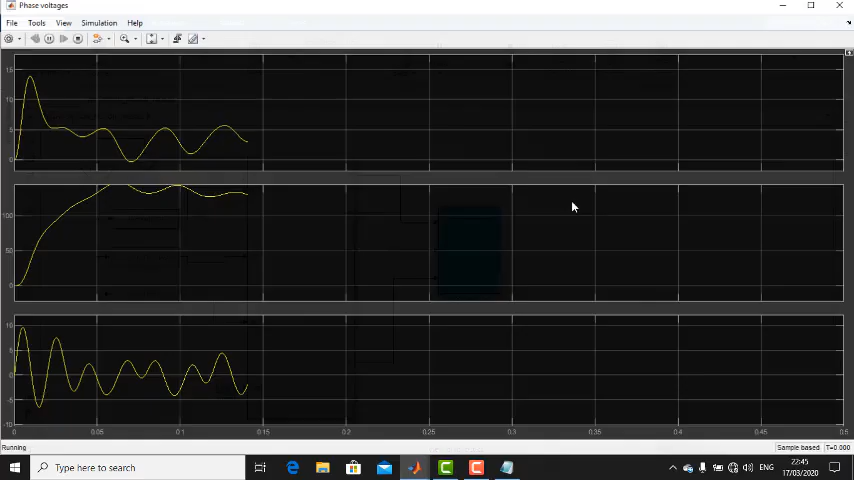 Phase voltages
File Tools View Simulation Help
15
10
5
0
100
50
0
10
5
0
-5
-10
0 0.05 0.1 0.15 0.2 0.25 0.3 0.35 0.4 0.45 0.5
Running Sample based T=0.000
Type here to search
ENG
22:45
17/03/2020